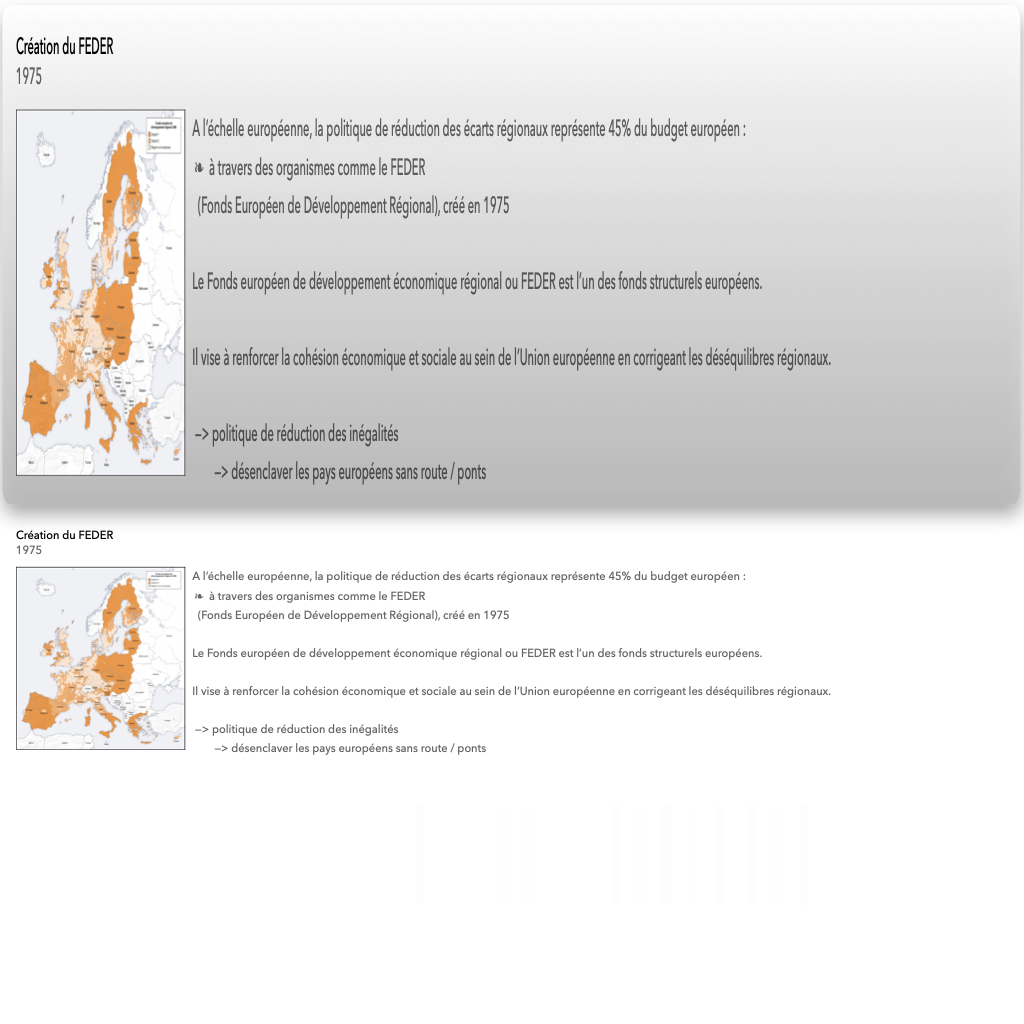 Création du FEDER
1975
A l'échelle européenne, la politique de réduction des écarts régionaux représente 45% du budget européen :
❧ à travers des organismes comme le FEDER
(Fonds Européen de Développement Régional), créé en 1975
Le Fonds européen de développement économique régional ou FEDER est l'un des fonds structurels européens.
Il vise à renforcer la cohésion économique et sociale au sein de l'Union européenne en corrigeant les déséquilibres régionaux.
—> politique de réduction des inégalités
—> désenclaver les pays européens sans route / ponts
Création du FEDER
1975
A l'échelle européenne, la politique de réduction des écarts régionaux représente 45% du budget européen :
❧ à travers des organismes comme le FEDER
(Fonds Européen de Développement Régional), créé en 1975
Le Fonds européen de développement économique régional ou FEDER est l'un des fonds structurels européens.
Il vise à renforcer la cohésion économique et sociale au sein de l'Union européenne en corrigeant les déséquilibres régionaux.
—> politique de réduction des inégalités
—> désenclaver les pays européens sans route / ponts